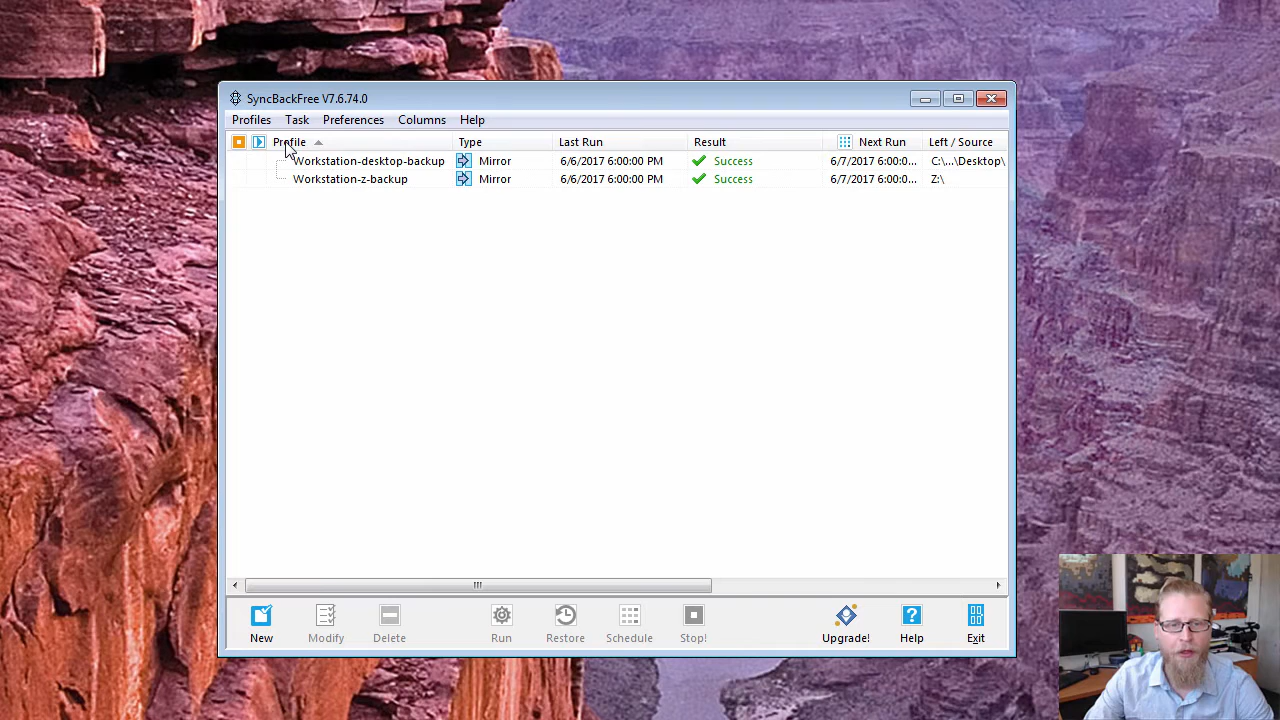 SyncBackFree V7.6.74.0
Profiles Task Preferences Columns Help
Profile Type Last Run Result Next Run Left / Source
Workstation-desktop-backup Mirror 6/6/2017 6:00:00 PM Success 6/7/2017 6:00:0... C:\...\Desktop\
Workstation-z-backup Mirror 6/6/2017 6:00:00 PM Success 6/7/2017 6:00:0... Z:\
New Modify Delete Run Restore Schedule Stop! Upgrade! Help Exit